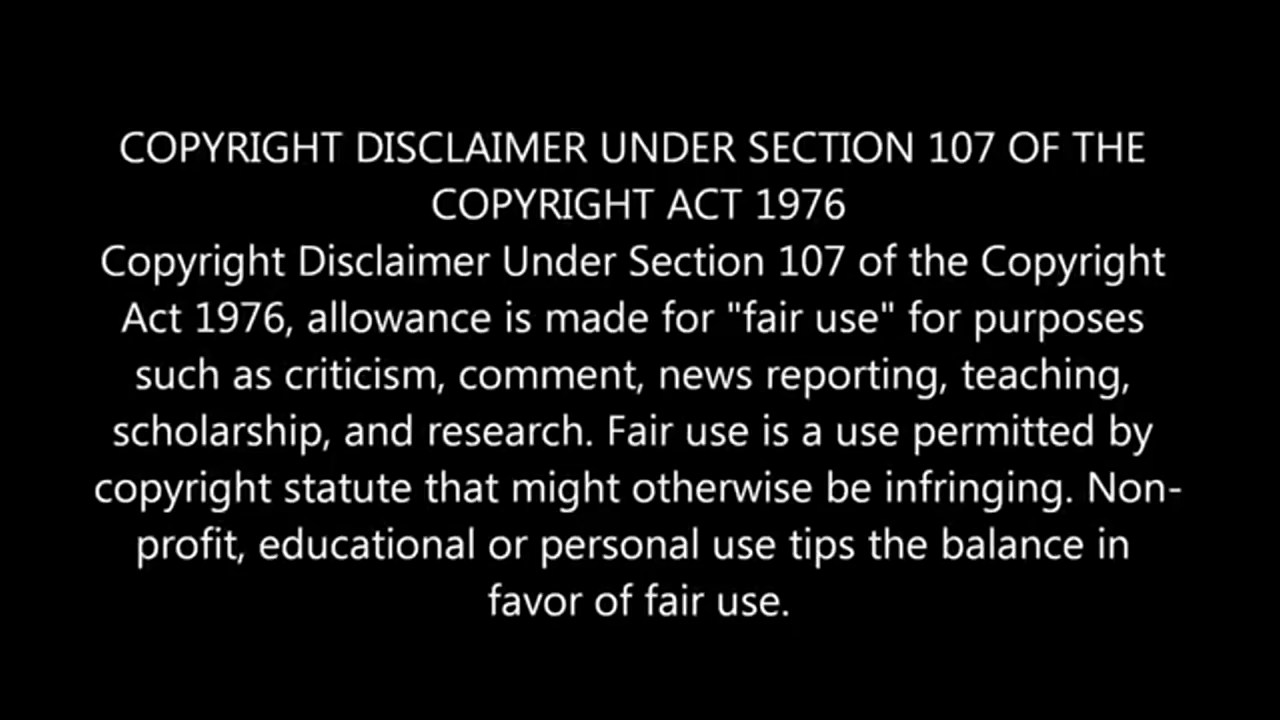 COPYRIGHT DISCLAIMER UNDER SECTION 107 OF THE
COPYRIGHT ACT 1976
Copyright Disclaimer Under Section 107 of the Copyright
Act 1976, allowance is made for "fair use" for purposes
such as criticism, comment, news reporting, teaching,
scholarship, and research. Fair use is a use permitted by
copyright statute that might otherwise be infringing. Non-
profit, educational or personal use tips the balance in
favor of fair use.